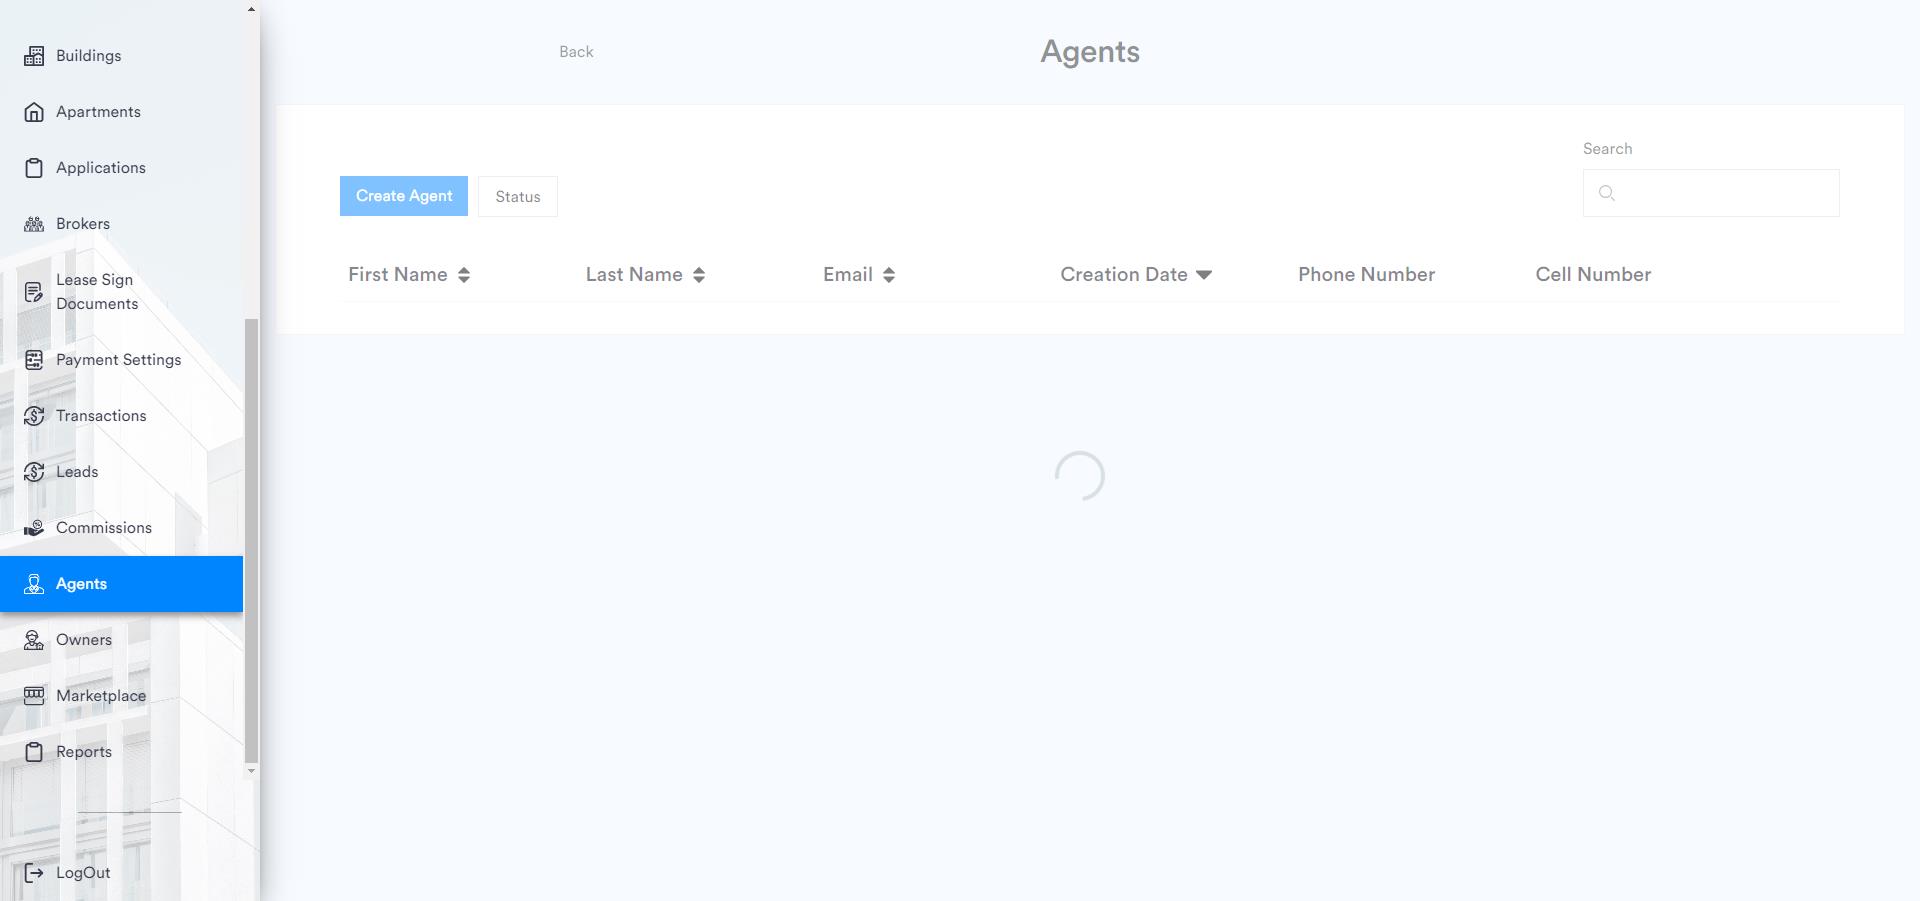 Buildings
Apartments
Applications
Brokers
Lease Sign
Documents
Payment Settings
Transactions
Leads
Commissions
Agents
Owners
Marketplace
Reports
LogOut
Back
Agents
Search
Create Agent
Status
First Name
Last Name
Email
Creation Date
Phone Number
Cell Number